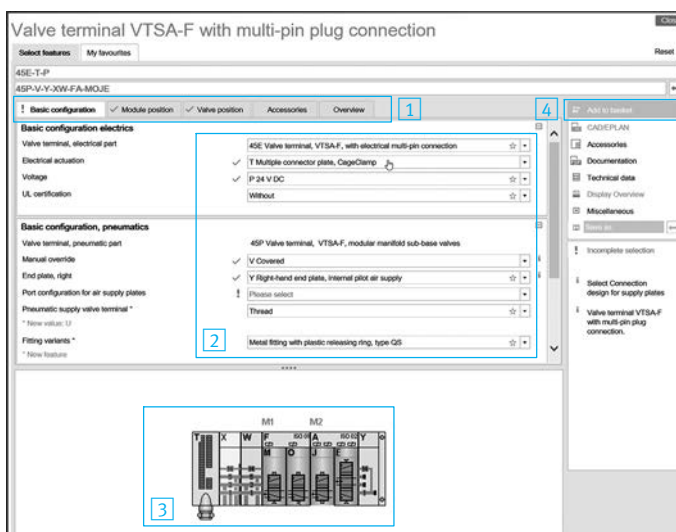 Valve terminal VTSA-F with multi-pin plug connection
Select features
My favourites
Reset
45E-T-P
45P-V-Y-XW-FA-MOJE
! Basic configuration
Module position
Valve position
Accessories
Overview
1
4
Add to basket
Basic configuration electrics
Valve terminal, electrical part
45E Valve terminal, VTSA-F, with electrical multi-pin connection
Electrical actuation
T Multiple connector plate, CageClamp
Voltage
P 24 V DC
UL certification
Without
Basic configuration, pneumatics
Valve terminal, pneumatic part
45P Valve terminal, VTSA-F, modular manifold sub-base valves
Manual override
V Covered
End plate, right
Y Right-hand end plate, internal pilot air supply
Port configuration for air supply plates
! Please select
Pneumatic supply valve terminal *
Thread
* New value: U
Fitting variants *
Metal fitting with plastic releasing ring, type QS
* New feature
2
CAD/EPLAN
Accessories
Documentation
Technical data
Display Overview
Miscellaneous
! Incomplete selection
i Select Connection
design for supply plates
i Valve terminal VTSA-F
with multi-pin plug
connection.
M1 M2
T X W F ISO 01 A ISO 02 Y
M O J E
3